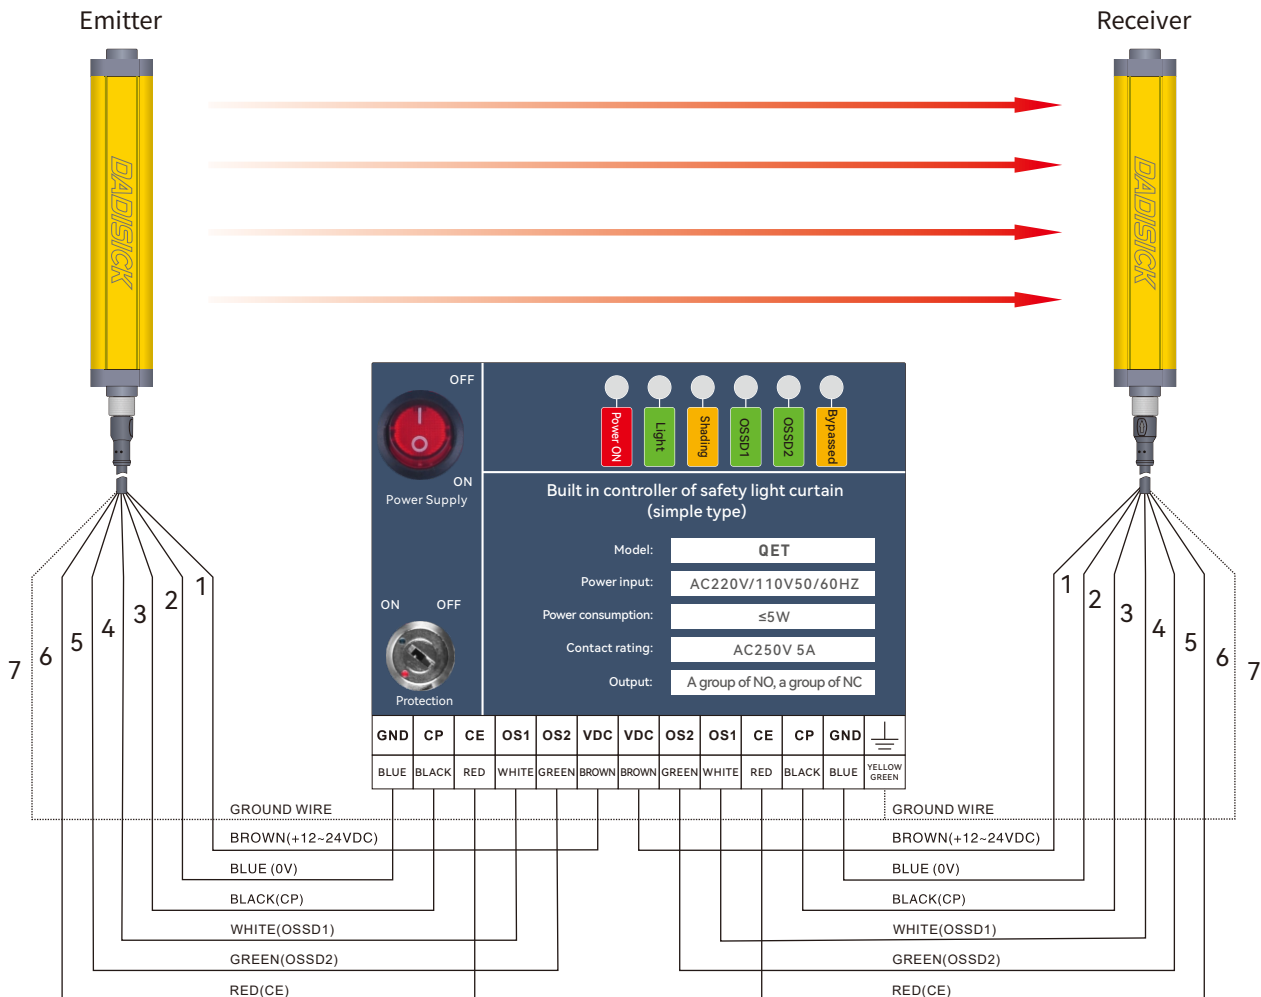 Emitter
Receiver
DADISICK
DADISICK
OFF
ON
Power Supply
Power ON
Light
Shading
OSSD1
OSSD2
Bypassed
Built in controller of safety light curtain
(simple type)
Model: QET
Power input: AC220V/110V50/60HZ
Power consumption: ≤5W
Contact rating: AC250V 5A
Output: A group of NO, a group of NC
ON OFF
Protection
GND CP CE OS1 OS2 VDC VDC OS2 OS1 CE CP GND
BLUE BLACK RED WHITE GREEN BROWN BROWN GREEN WHITE RED BLACK BLUE YELLOW GREEN
7 6 5 4 3 2 1
1 2 3 4 5 6 7
GROUND WIRE
BROWN(+12~24VDC)
BLUE (0V)
BLACK(CP)
WHITE(OSSD1)
GREEN(OSSD2)
RED(CE)
GROUND WIRE
BROWN(+12~24VDC)
BLUE (0V)
BLACK(CP)
WHITE(OSSD1)
GREEN(OSSD2)
RED(CE)